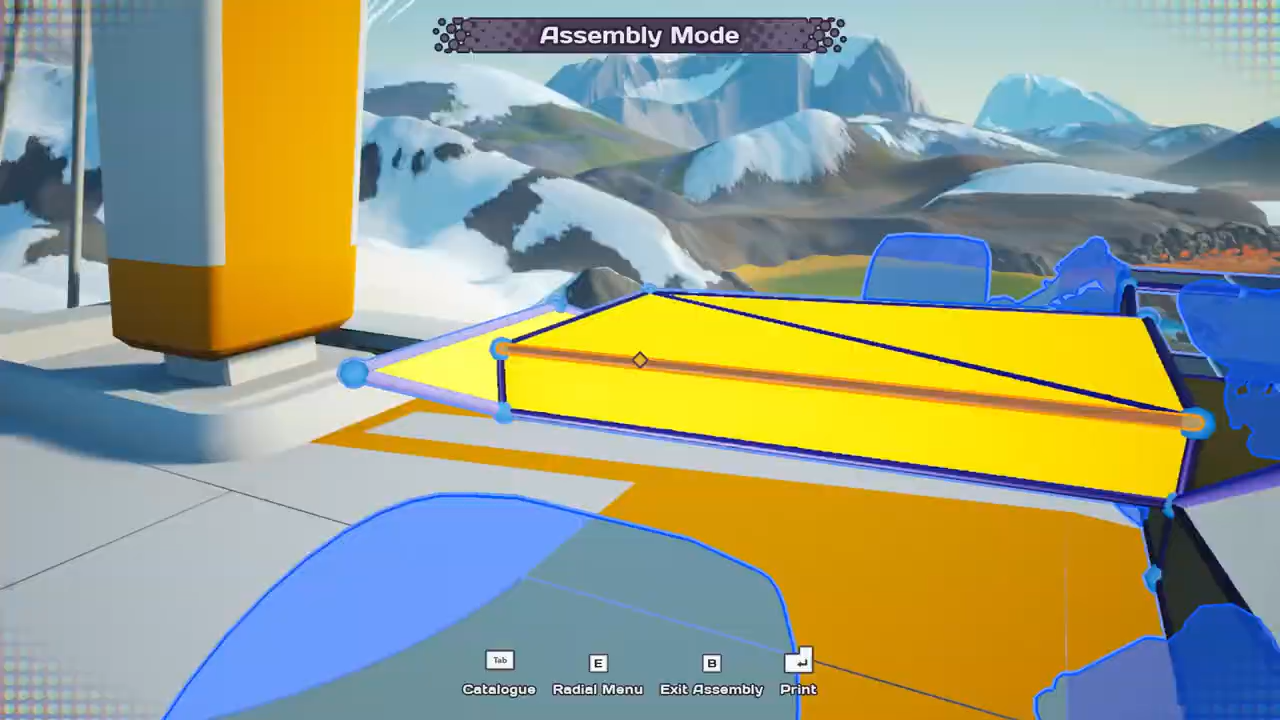 Assembly Mode
Tab
E
B
Catalogue
Radial Menu
Exit Assembly
Print